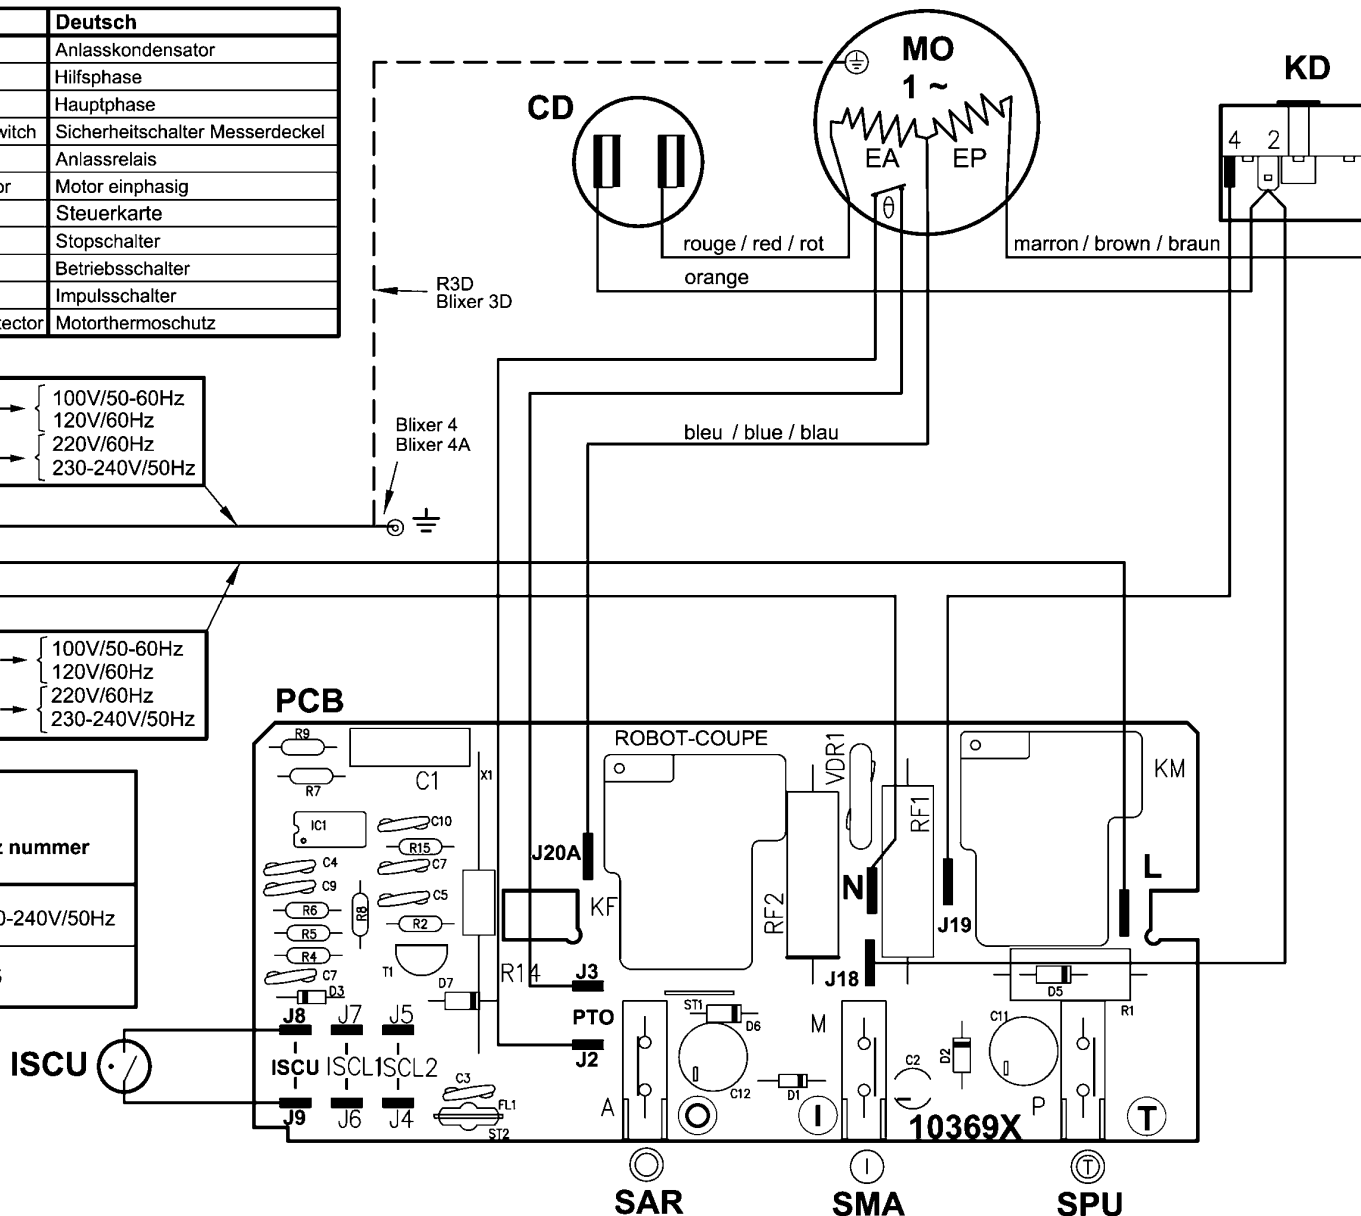 Deutsch
Anlasskondensator
Hilfsphase
Hauptphase
witch Sicherheitschalter Messerdeckel
Anlassrelais
or Motor einphasig
Steuerkarte
Stopschalter
Betriebsschalter
Impulsschalter
tector Motorthermoschutz
CD
MO
1 ~
EA
EP
θ
KD
4 2
rouge / red / rot
marron / brown / braun
orange
R3D
Blixer 3D
100V/50-60Hz
120V/60Hz
220V/60Hz
230-240V/50Hz
Blixer 4
Blixer 4A
bleu / blue / blau
100V/50-60Hz
120V/60Hz
220V/60Hz
230-240V/50Hz
z nummer
0-240V/50Hz
PCB
ROBOT-COUPE
R9
R7
C1
X1
IC1
C10
R15
C7
C5
R2
C4
C9
R6
R5
R4
C7
R8
T1
D3
D7
R14
J20A
KF
RF2
VDR1
RF1
N
KM
L
J19
J18
J3
PTO
J2
ST1
D6
M
D5
R1
C11
D2
C2
C12
D1
A
O
I
P
T
10369X
J8 J7 J5
ISCU ISCL1 ISCL2
J9 J6 J4
C3
FL1
ST2
ISCU
I
T
SAR
SMA
SPU